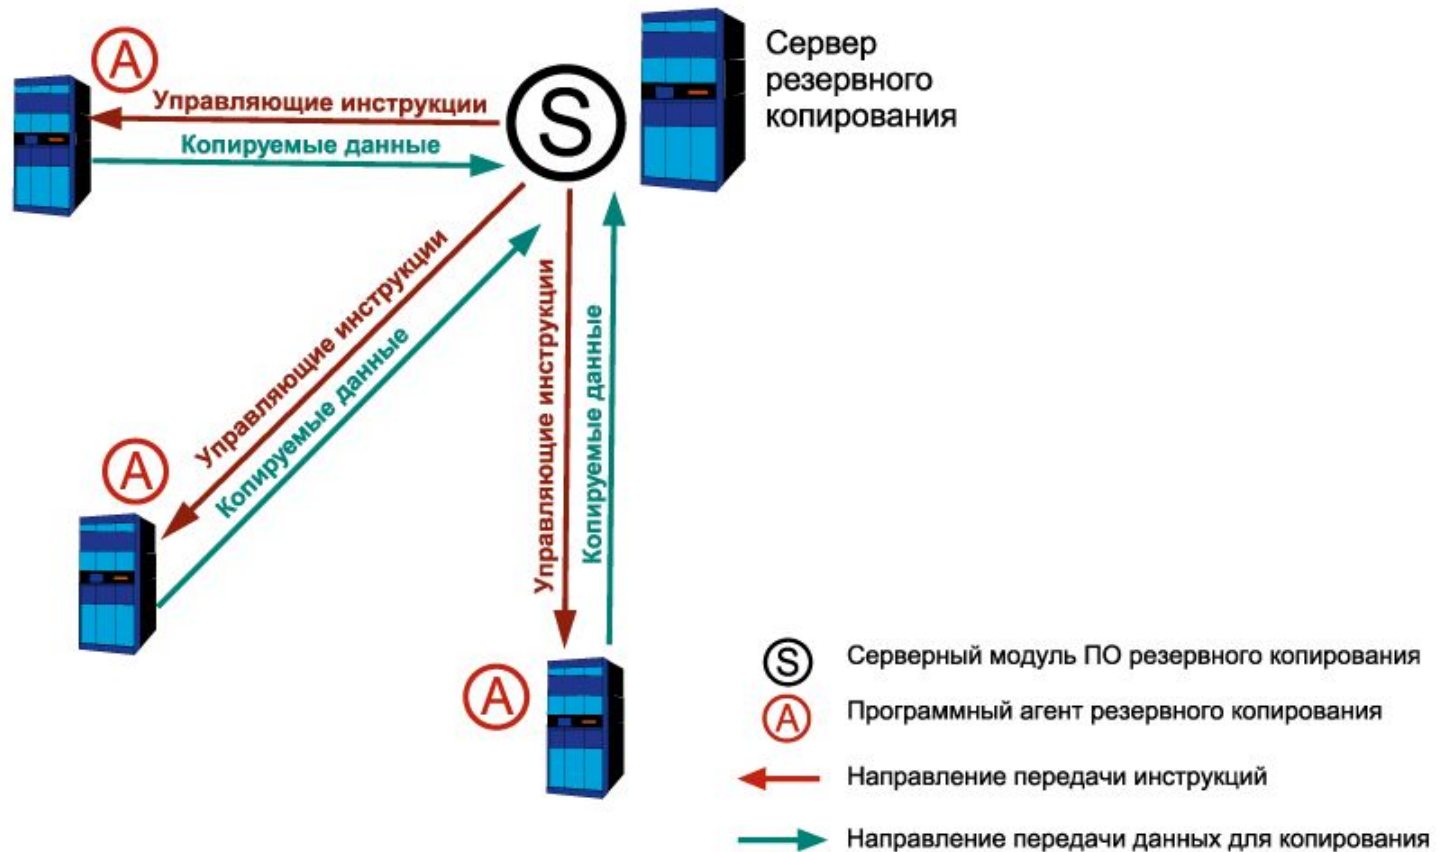 A
Управляющие инструкции
Копируемые данные
S
Сервер
резервного
копирования
Управляющие инструкции
Копируемые данные
A
Управляющие инструкции
Копируемые данные
A
S Серверный модуль ПО резервного копирования
A Программный агент резервного копирования
Направление передачи инструкций
Направление передачи данных для копирования